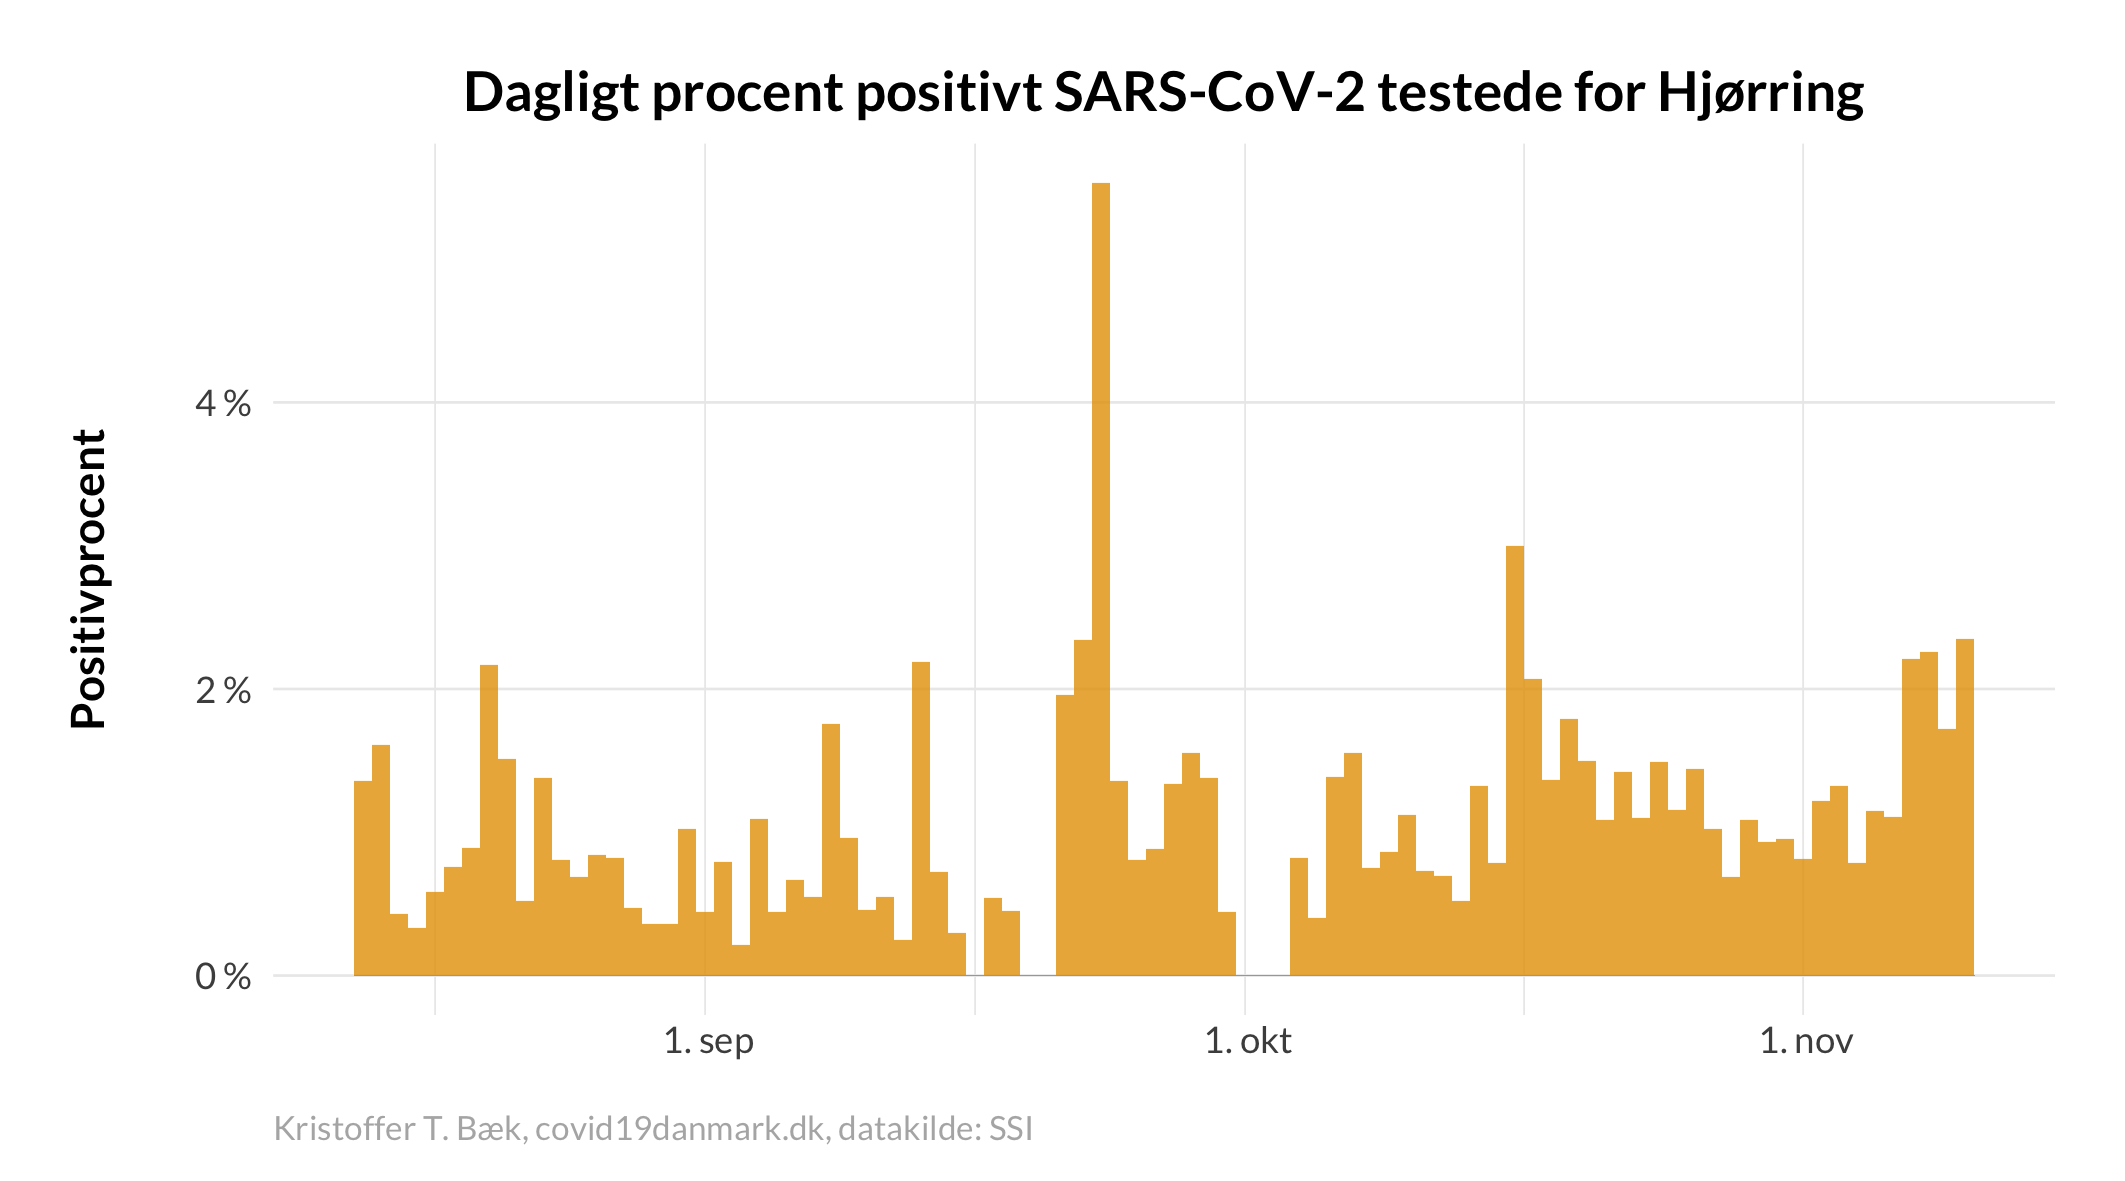 Dagligt procent positivt SARS-CoV-2 testede for Hjørring
Positivprocent
4 %
2 %
0 %
1. sep
1. okt
1. nov
Kristoffer T. Bæk, covid19danmark.dk, datakilde: SSI